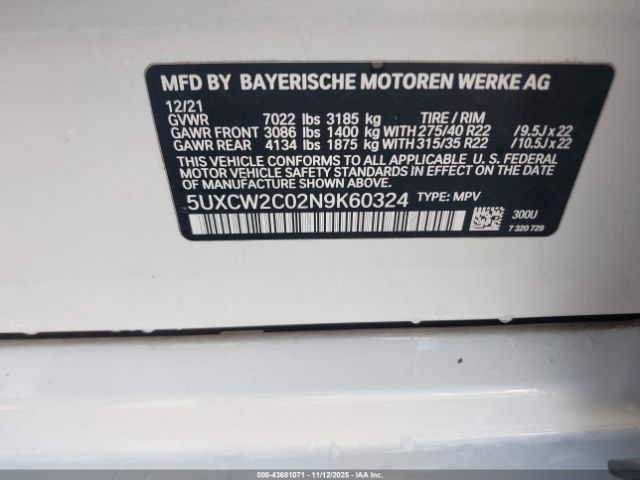 MFD BY BAYERISCHE MOTOREN WERKE AG
12/21
GVWR 7022 lbs 3185 kg TIRE / RIM
GAWR FRONT 3086 lbs 1400 kg WITH 275/40 R22 /9.5J x 22
GAWR REAR 4134 lbs 1875 kg WITH 315/35 R22 /10.5J x 22
THIS VEHICLE CONFORMS TO ALL APPLICABLE U. S. FEDERAL
MOTOR VEHICLE SAFETY STANDARDS IN EFFECT ON THE DATE
OF MANUFACTURE SHOWN ABOVE.
5UXCW2C02N9K60324 TYPE: MPV
300U
7 320 729
000-43681071 - 11/12/2025 - IAAI.COM